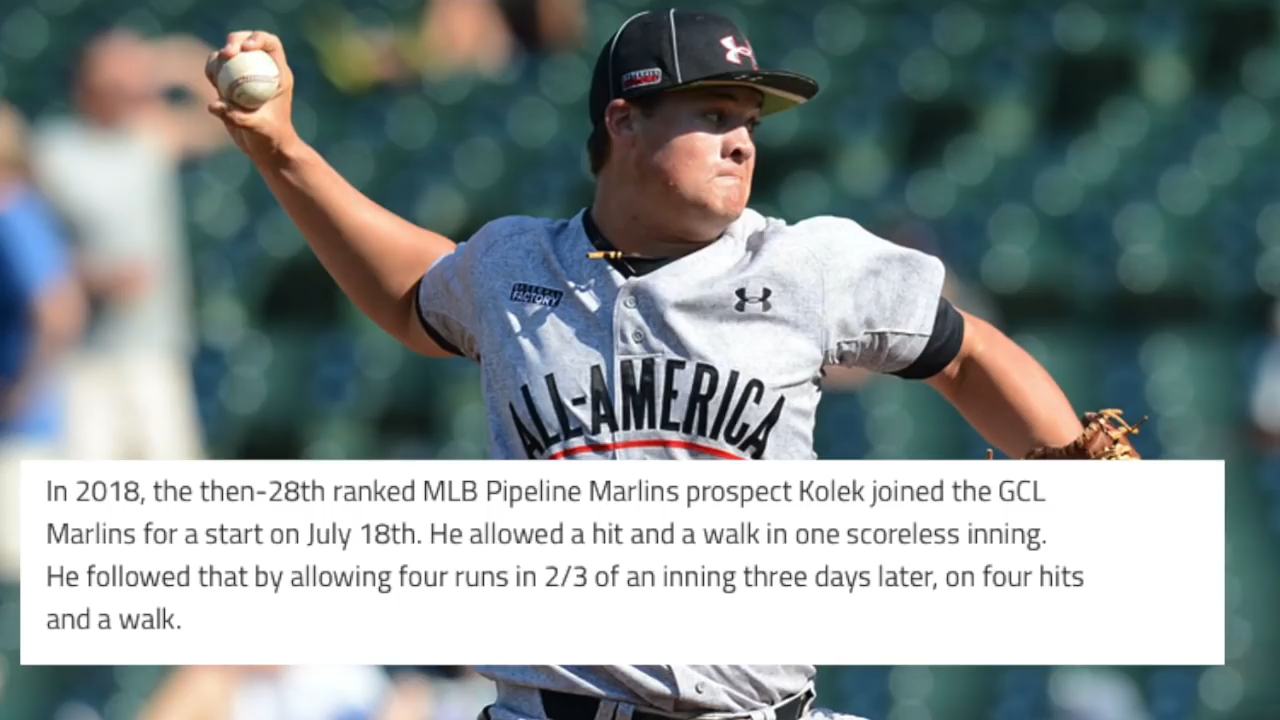 FACTORY
ALL-AMERICA
In 2018, the then-28th ranked MLB Pipeline Marlins prospect Kolek joined the GCL
Marlins for a start on July 18th. He allowed a hit and a walk in one scoreless inning.
He followed that by allowing four runs in 2/3 of an inning three days later, on four hits
and a walk.